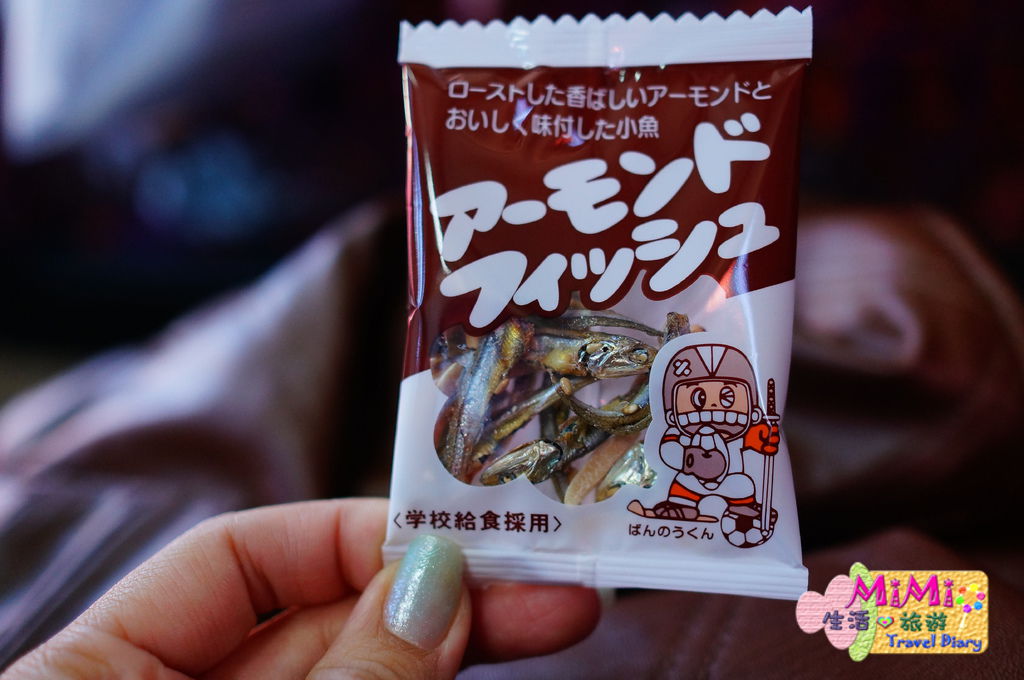 ローストした香ばしいアーモンドと
おいしく味付した小魚
アーモンド
フィッシュ
〈学校給食採用〉
ばんのうくん
MiMi
生活旅遊
Travel Diary